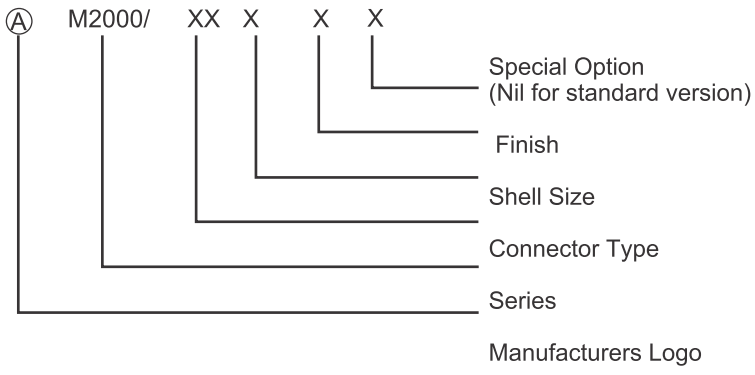 Ⓐ M2000/ XX X X X
Special Option
(Nil for standard version)
Finish
Shell Size
Connector Type
Series
Manufacturers Logo